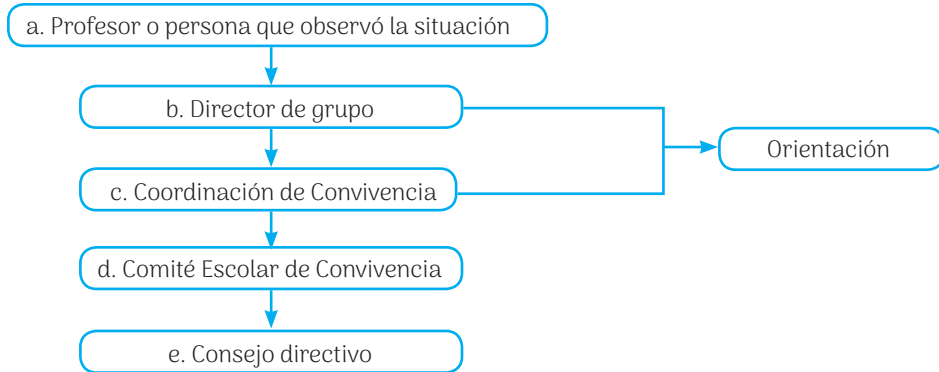 a. Profesor o persona que observó la situación
b. Director de grupo
Orientación
c. Coordinación de Convivencia
d. Comité Escolar de Convivencia
e. Consejo directivo